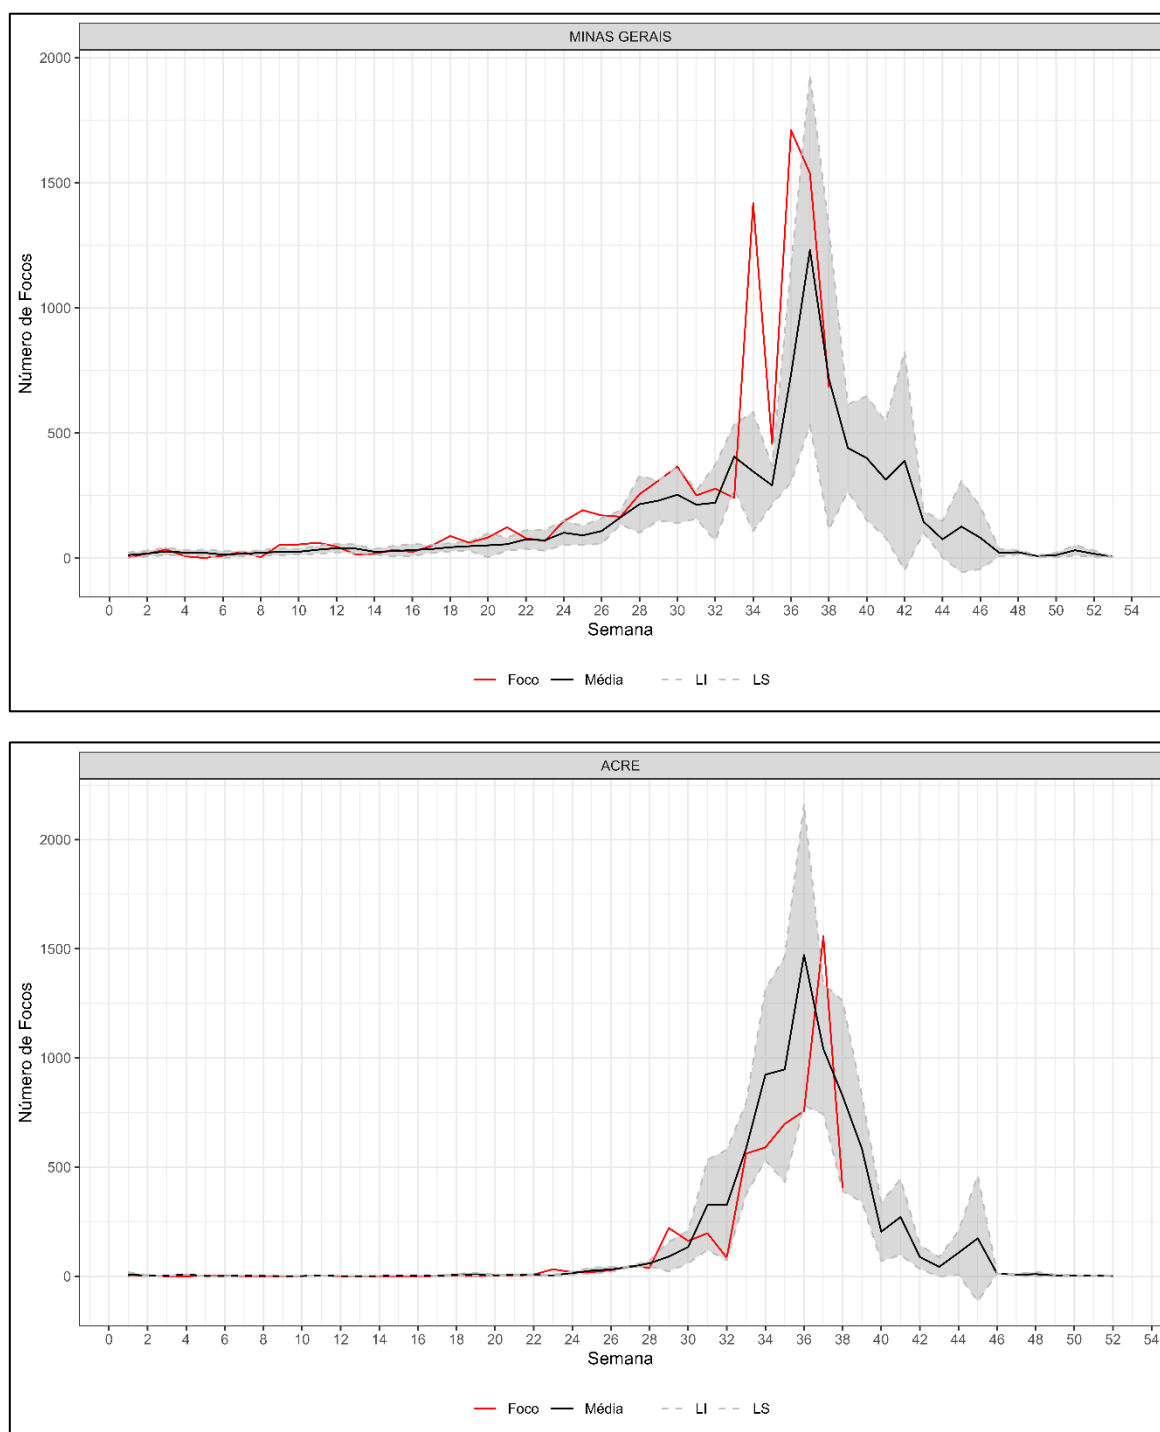 MINAS GERAIS
2000
1500
1000
500
0
Número de Focos
0 2 4 6 8 10 12 14 16 18 20 22 24 26 28 30 32 34 36 38 40 42 44 46 48 50 52 54
Semana
Foco Média LI LS
ACRE
2000
1500
1000
500
0
Número de Focos
0 2 4 6 8 10 12 14 16 18 20 22 24 26 28 30 32 34 36 38 40 42 44 46 48 50 52 54
Semana
Foco Média LI LS